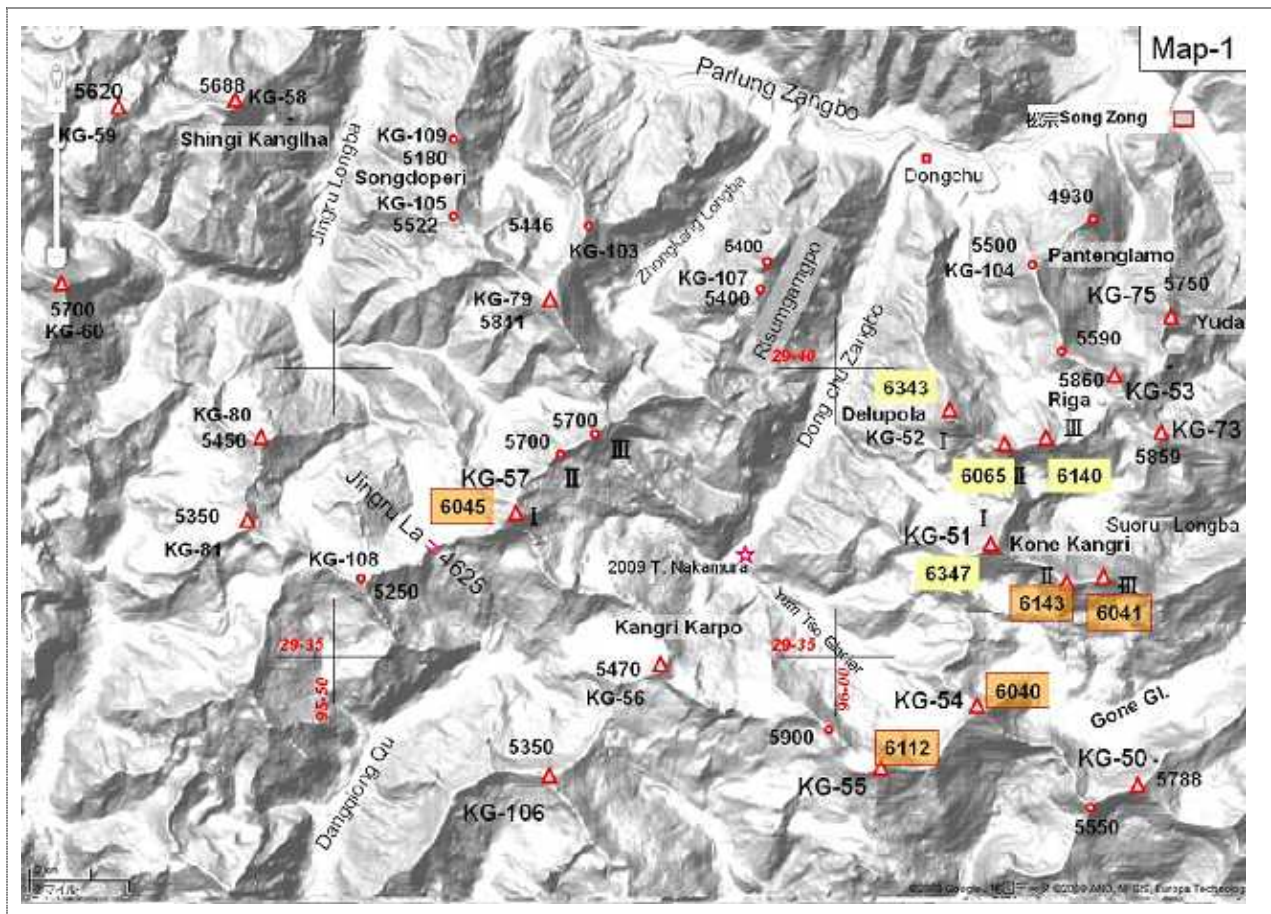 Map-1
5620
KG-59
5688
KG-58
Shingi Kanglha
Jingru Longba
KG-109
5180
Songdoperi
KG-105
5522
Parlung Zangbo
宗Song Zong
Dongchu
5446
KG-103
Zhongkang Longba
4930
5400
KG-107
5400
Risumgamgpo
5500
KG-104
Pantenglamo
5750
KG-75
Yuda
5700
KG-60
KG-79
5841
29-40
Dong chu Zangbo
5590
5860
KG-53
6343
Delupola
KG-52
I
Riga
III
KG-73
5859
6065
II
6140
KG-80
5450
5700
5700
III
II
KG-57
6045
I
Jingru La
4625
5350
KG-81
KG-108
5250
2009 T. Nakamura
Yum Tso Glacier
I
KG-51
Kone Kangri
Suoru Longba
6347
II
III
6143
6041
29-35
95-50
Kangri Karpo
5470
KG-56
29-35
96-00
KG-54
6040
Gone Gl.
Dangqiong Qu
5350
KG-106
5900
6112
KG-55
KG-50
5788
5550